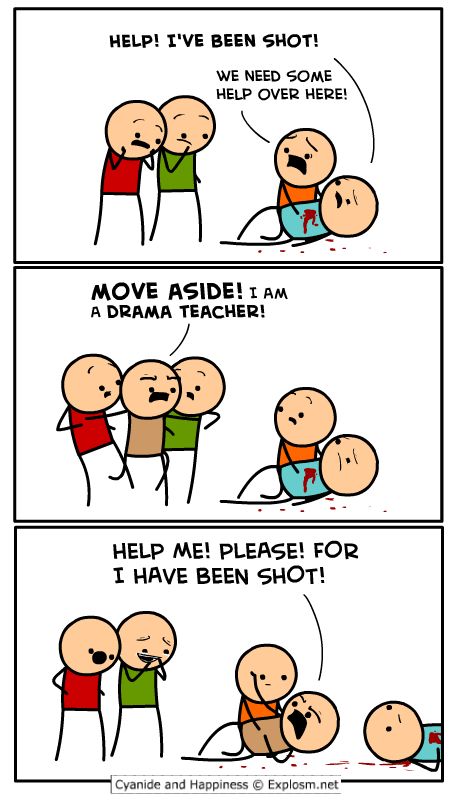 HELP! I'VE BEEN SHOT!
WE NEED SOME
HELP OVER HERE!
MOVE ASIDE! I AM
A DRAMA TEACHER!
HELP ME! PLEASE! FOR
I HAVE BEEN SHOT!
Cyanide and Happiness © Explosm.net